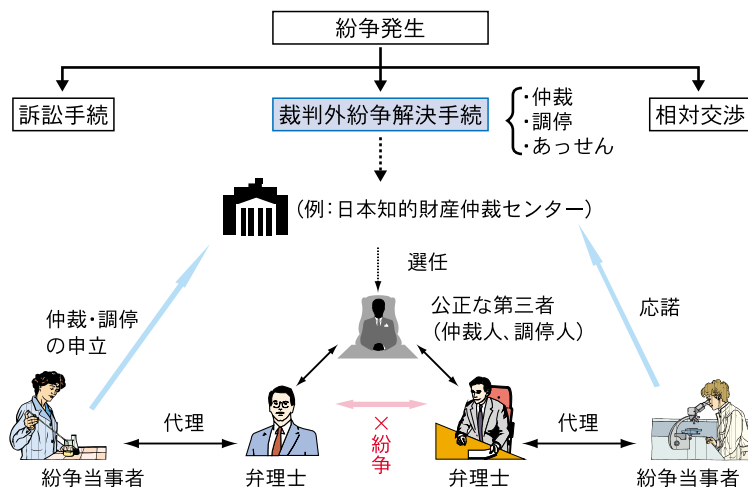 紛争発生
訴訟手続
裁判外紛争解決手続
・仲裁
・調停
・あっせん
相対交渉
（例：日本知的財産仲裁センター）
選任
公正な第三者
（仲裁人、調停人）
仲裁・調停
の申立
応諾
代理
×紛争
代理
紛争当事者
弁理士
弁理士
紛争当事者